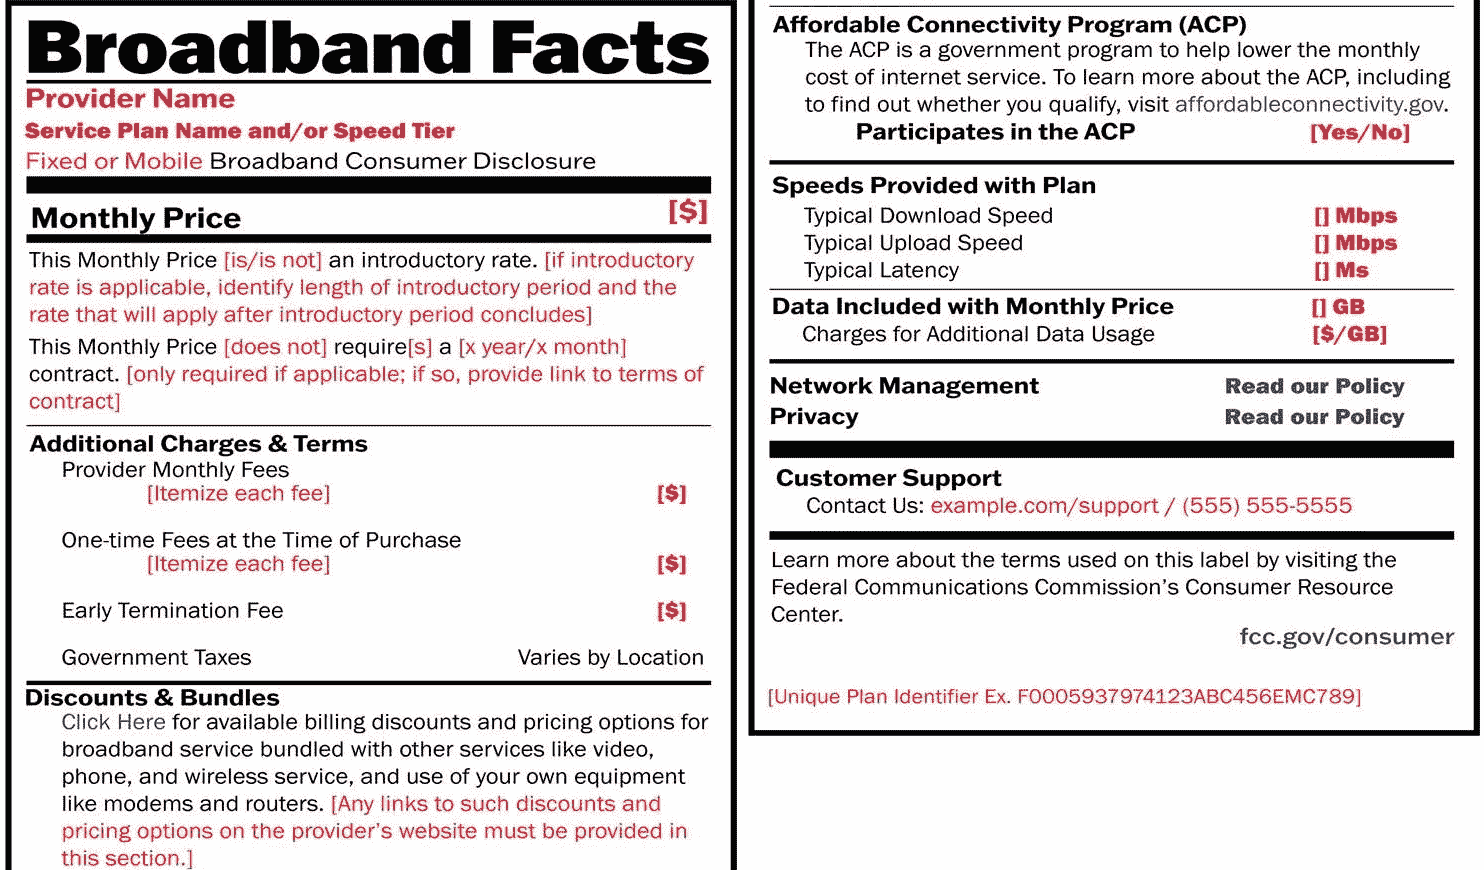 Broadband Facts
Provider Name
Service Plan Name and/or Speed Tier
Fixed or Mobile Broadband Consumer Disclosure
Monthly Price [$]
This Monthly Price [is/is not] an introductory rate. [if introductory
rate is applicable, identify length of introductory period and the
rate that will apply after introductory period concludes]
This Monthly Price [does not] require[s] a [x year/x month]
contract. [only required if applicable; if so, provide link to terms of
contract]
Additional Charges & Terms
Provider Monthly Fees
[Itemize each fee] [$]
One-time Fees at the Time of Purchase
[Itemize each fee] [$]
Early Termination Fee [$]
Government Taxes Varies by Location
Discounts & Bundles
Click Here for available billing discounts and pricing options for
broadband service bundled with other services like video,
phone, and wireless service, and use of your own equipment
like modems and routers. [Any links to such discounts and
pricing options on the provider's website must be provided in
this section.]
Affordable Connectivity Program (ACP)
The ACP is a government program to help lower the monthly
cost of internet service. To learn more about the ACP, including
to find out whether you qualify, visit affordableconnectivity.gov.
Participates in the ACP [Yes/No]
Speeds Provided with Plan
Typical Download Speed [] Mbps
Typical Upload Speed [] Mbps
Typical Latency [] Ms
Data Included with Monthly Price [] GB
Charges for Additional Data Usage [$/GB]
Network Management Read our Policy
Privacy Read our Policy
Customer Support
Contact Us: example.com/support / (555) 555-5555
Learn more about the terms used on this label by visiting the
Federal Communications Commission's Consumer Resource
Center.
fcc.gov/consumer
[Unique Plan Identifier Ex. F0005937974123ABC456EMC789]